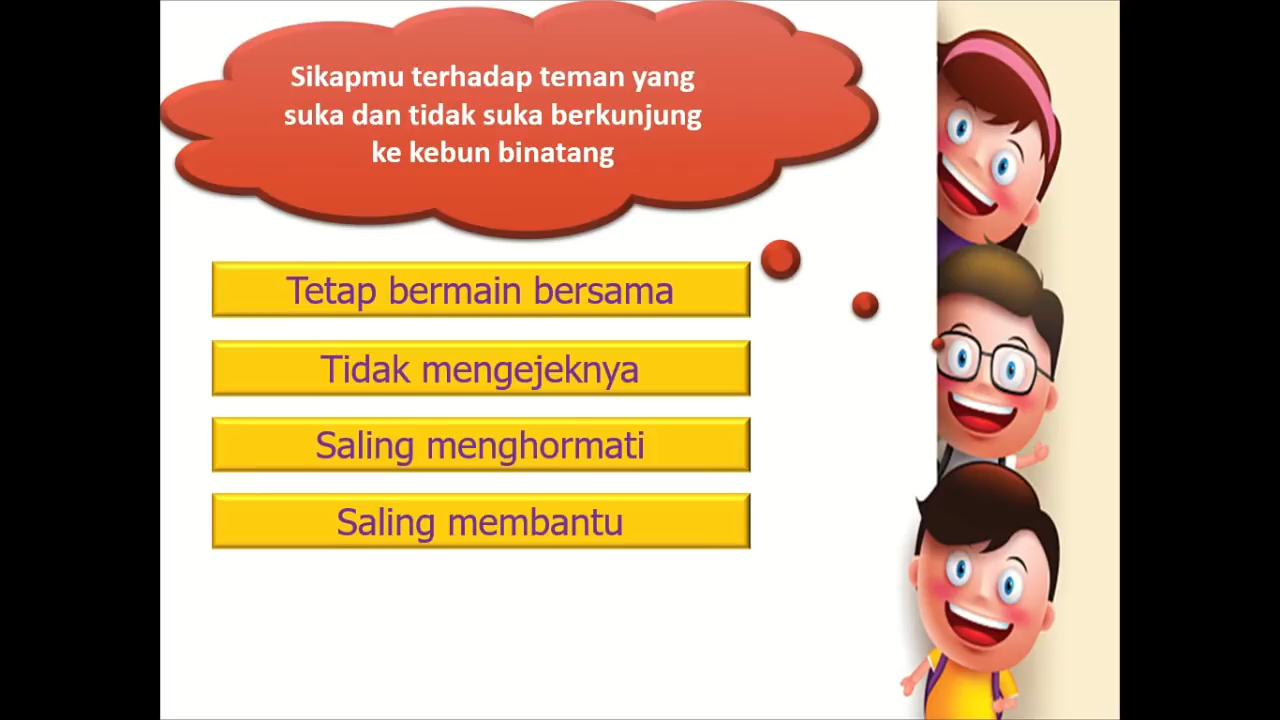 Sikapmu terhadap teman yang
suka dan tidak suka berkunjung
ke kebun binatang
Tetap bermain bersama
Tidak mengejeknya
Saling menghormati
Saling membantu